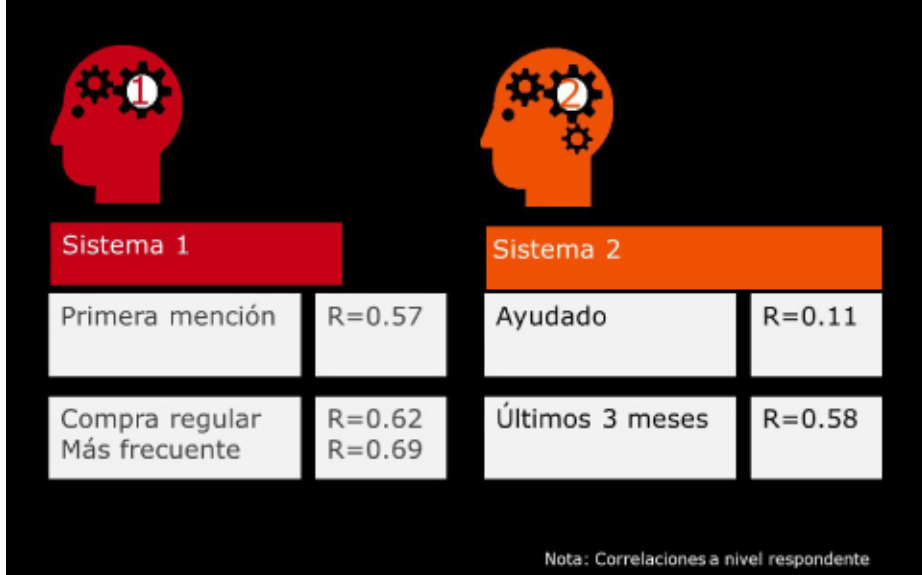 1
2
Sistema 1
Sistema 2
Primera mención
R=0.57
Ayudado
R=0.11
Compra regular
Más frecuente
R=0.62
R=0.69
Últimos 3 meses
R=0.58
Nota: Correlaciones a nivel respondente